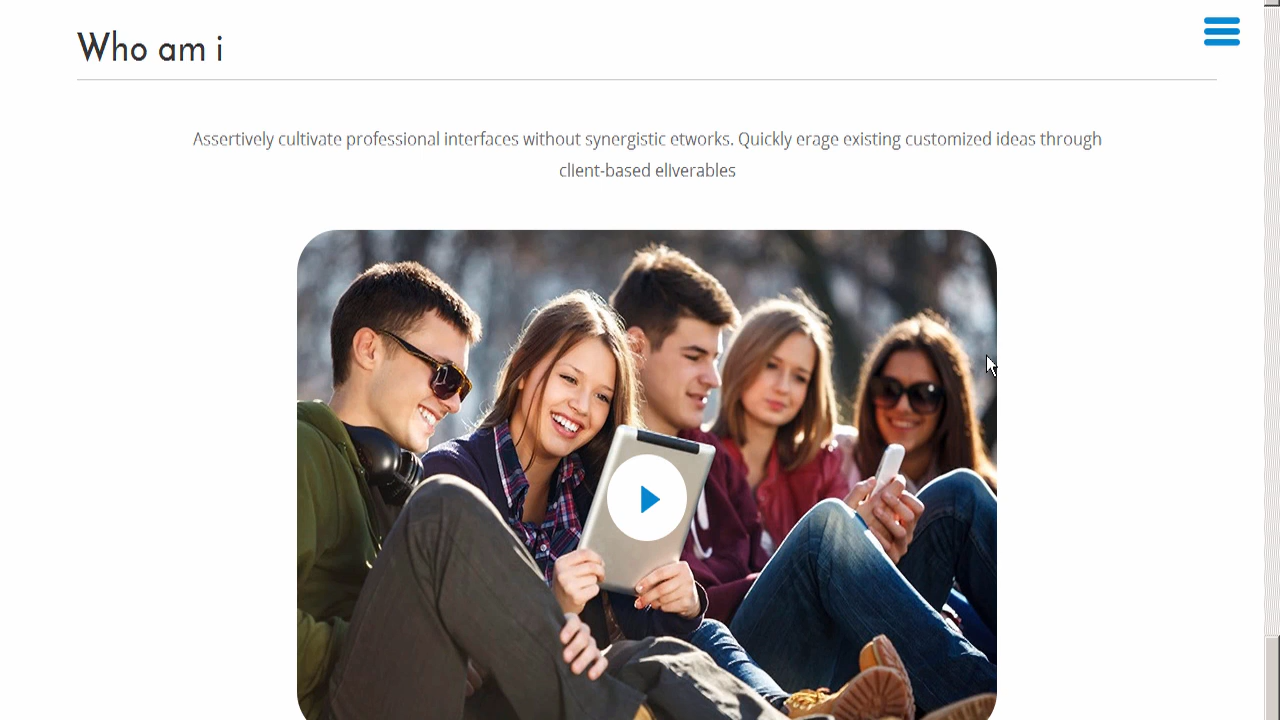 Who am i
Assertively cultivate professional interfaces without synergistic etworks. Quickly erage existing customized ideas through
client-based eliverables